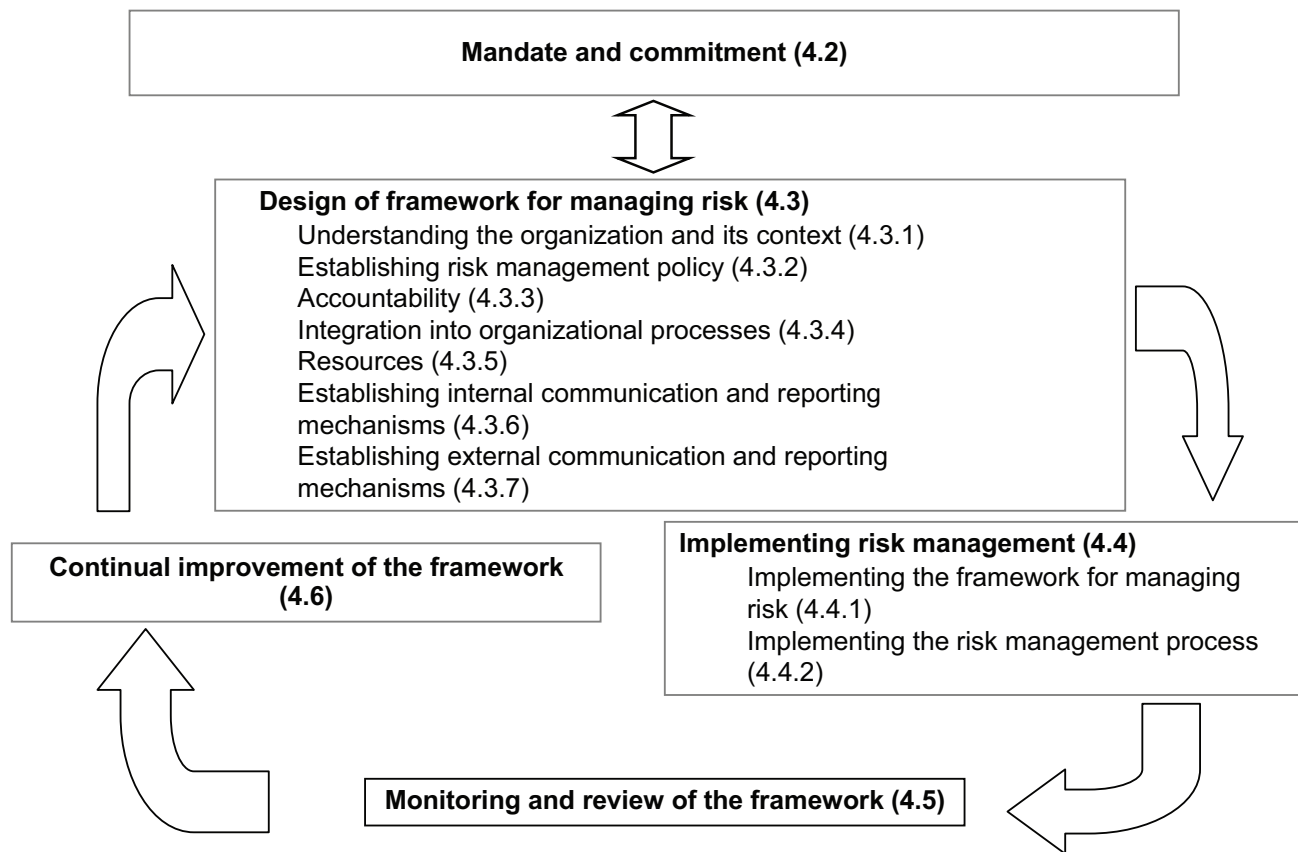 Mandate and commitment (4.2)
Design of framework for managing risk (4.3)
Understanding the organization and its context (4.3.1)
Establishing risk management policy (4.3.2)
Accountability (4.3.3)
Integration into organizational processes (4.3.4)
Resources (4.3.5)
Establishing internal communication and reporting
mechanisms (4.3.6)
Establishing external communication and reporting
mechanisms (4.3.7)
Implementing risk management (4.4)
Implementing the framework for managing
risk (4.4.1)
Implementing the risk management process
(4.4.2)
Continual improvement of the framework
(4.6)
Monitoring and review of the framework (4.5)